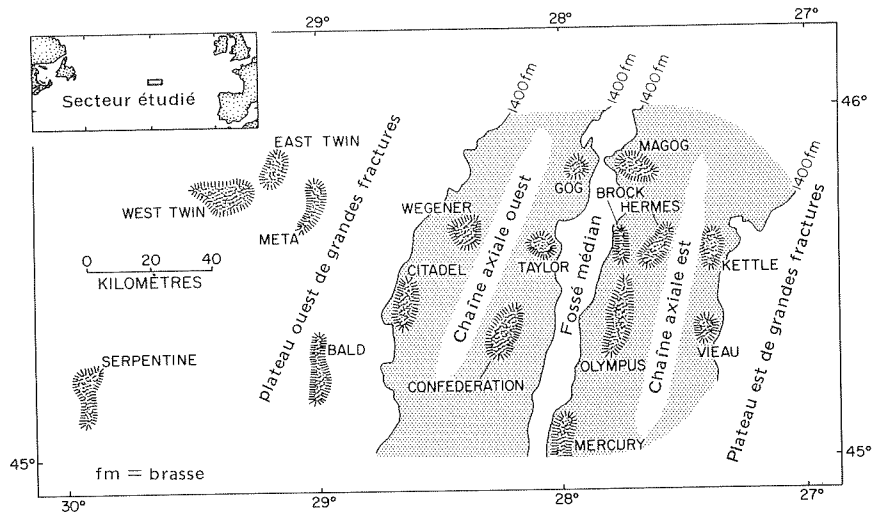 29°
28°
27°
Secteur étudié
1400fm
1400fm
1400fm
46°
EAST TWIN
WEST TWIN
META
Plateau ouest de grandes fractures
MAGOG
GOG
BROCK
HERMES
1400fm
WEGENER
Chaîne axiale ouest
TAYLOR
Fossé médian
Chaîne axiale est
KETTLE
Plateau est de grandes fractures
0 20 40
KILOMÈTRES
CITADEL
SERPENTINE
BALD
CONFEDERATION
OLYMPUS
VIEAU
MERCURY
45°
45°
fm = brasse
30°
29°
28°
27°